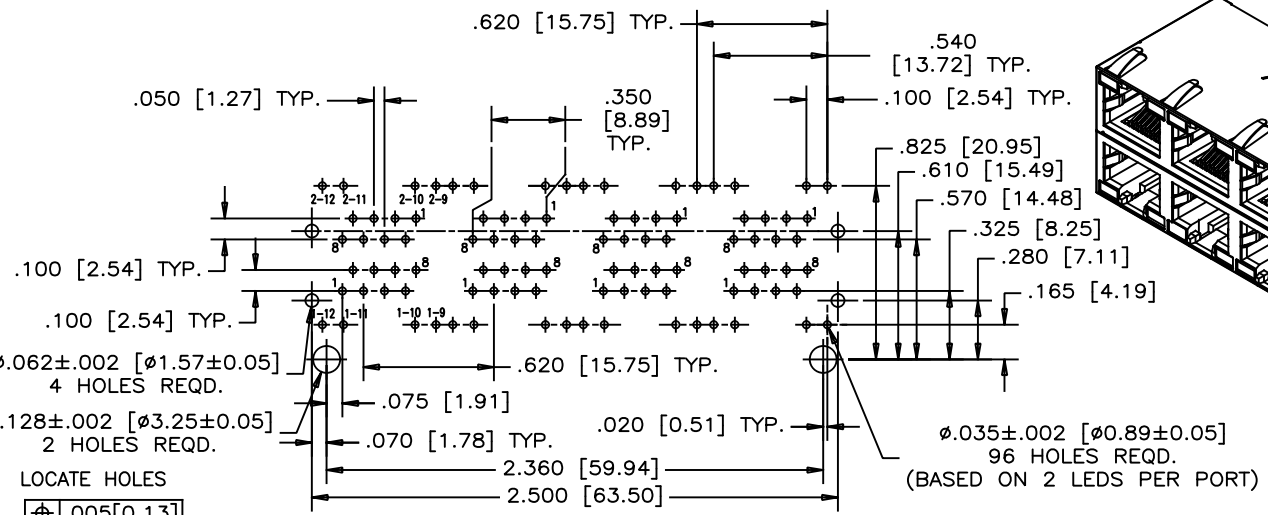 .620 [15.75] TYP.
.540
[13.72] TYP.
.050 [1.27] TYP.
.350
[8.89]
TYP.
.100 [2.54] TYP.
.825 [20.95]
.610 [15.49]
.570 [14.48]
.325 [8.25]
.280 [7.11]
.165 [4.19]
2-12 2-11 2-10 2-9
1 1 1 1
8 8 8 8
.100 [2.54] TYP.
8 8 8 8
1 1 1 1
.100 [2.54] TYP.
1-12 1-11 1-10 1-9
ø.062±.002 [ø1.57±0.05]
4 HOLES REQD.
.620 [15.75] TYP.
.128±.002 [ø3.25±0.05]
2 HOLES REQD.
.075 [1.91]
.070 [1.78] TYP.
.020 [0.51] TYP.
ø.035±.002 [ø0.89±0.05]
96 HOLES REQD.
(BASED ON 2 LEDS PER PORT)
2.360 [59.94]
2.500 [63.50]
LOCATE HOLES
⌖ .005[0.13]